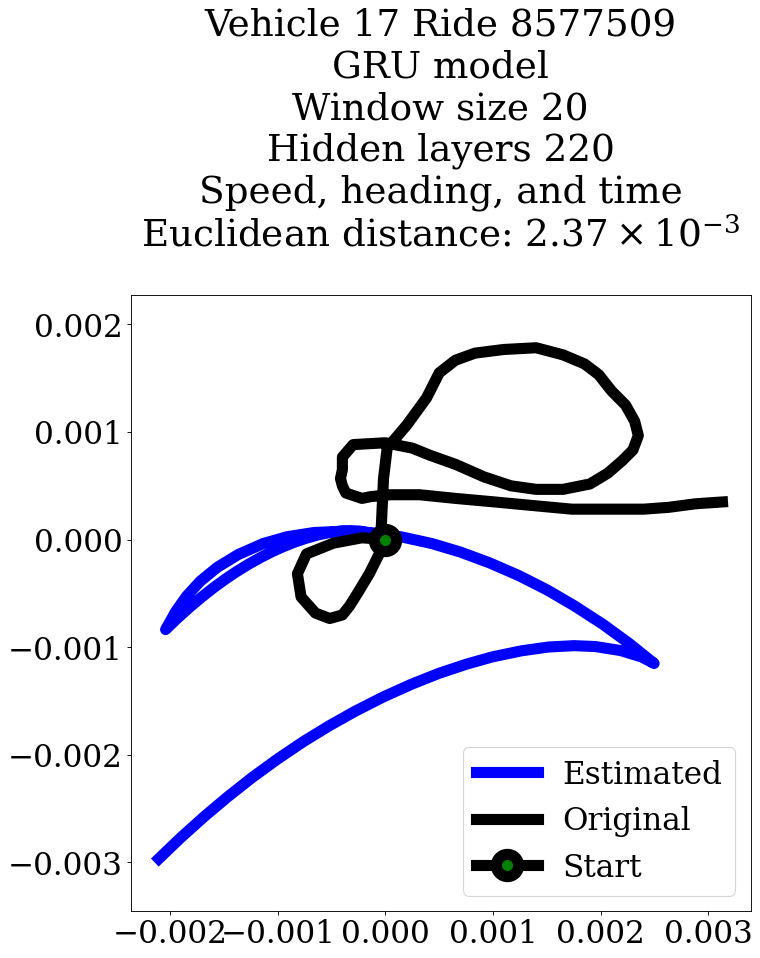 Vehicle 17 Ride 8577509
GRU model
Window size 20
Hidden layers 220
Speed, heading, and time
Euclidean distance: 2.37 × 10⁻³
0.002
0.001
0.000
−0.001
−0.002
−0.003
Estimated
Original
Start
−0.002 −0.001 0.000 0.001 0.002 0.003